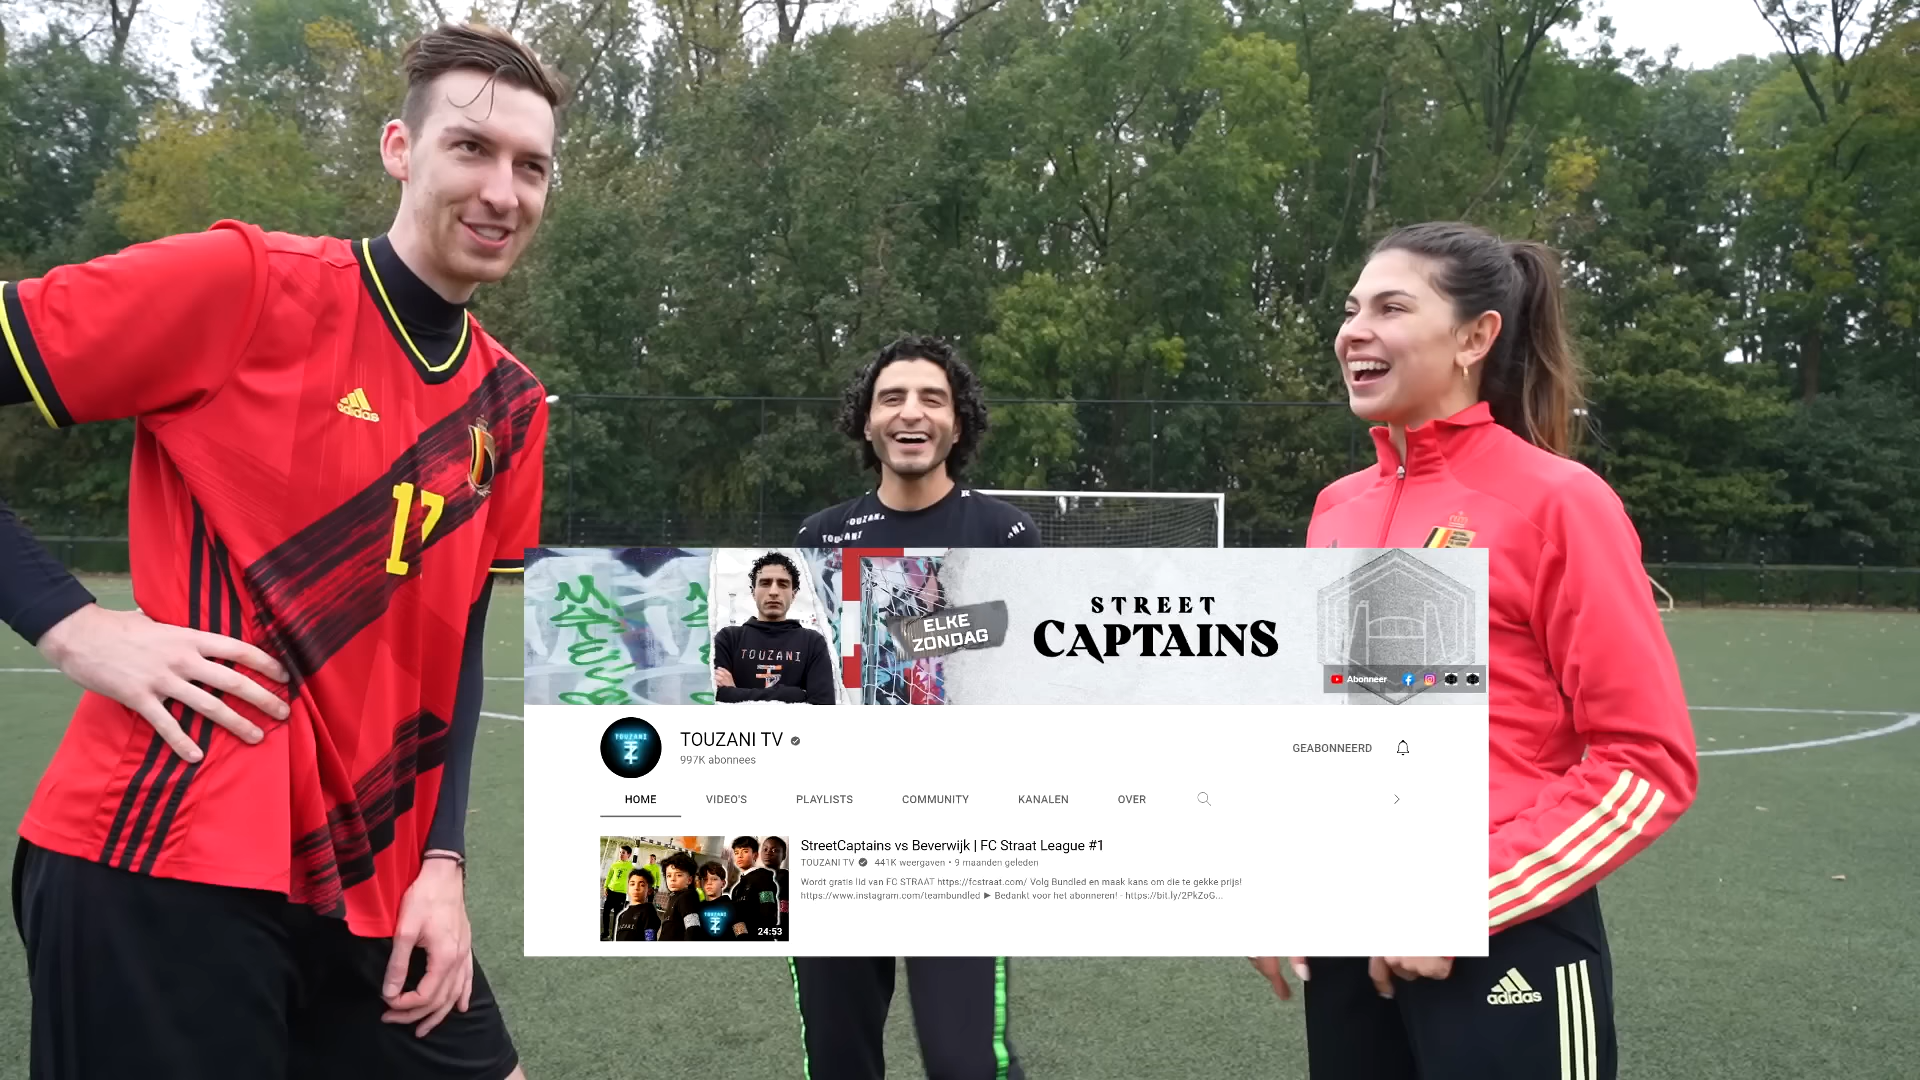 adidas
17
TOUZANI
TOUZANI
STREET
CAPTAINS
ELKE
ZONDAG
TOUZANI
Abonneer
TOUZANI
TOUZANI TV
997K abonnees
GEABONNEERD
HOME VIDEO'S PLAYLISTS COMMUNITY KANALEN OVER
StreetCaptains vs Beverwijk | FC Straat League #1
TOUZANI TV 441K weergaven • 9 maanden geleden
Wordt gratis lid van FC STRAAT https://fcstraat.com/ Volg Bundled en maak kans om die te gekke prijs!
https://www.instagram.com/teambundled ► Bedankt voor het abonneren! - https://bit.ly/2PkZoG...
TOUZANI
24:53
adidas